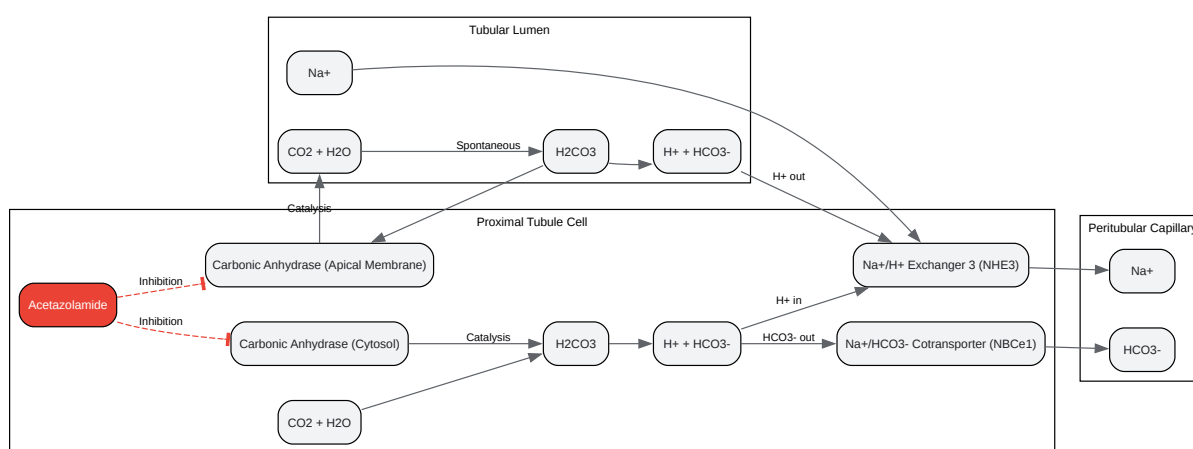 Tubular Lumen
Na+
CO2 + H2O
Spontaneous
H2CO3
H+ + HCO3-
H+ out
Catalysis
Proximal Tubule Cell
Peritubular Capillary
Carbonic Anhydrase (Apical Membrane)
Na+/H+ Exchanger 3 (NHE3)
Na+
Acetazolamide
Inhibition
Inhibition
H+ in
Carbonic Anhydrase (Cytosol)
Catalysis
H2CO3
H+ + HCO3-
HCO3- out
Na+/HCO3- Cotransporter (NBCe1)
HCO3-
CO2 + H2O